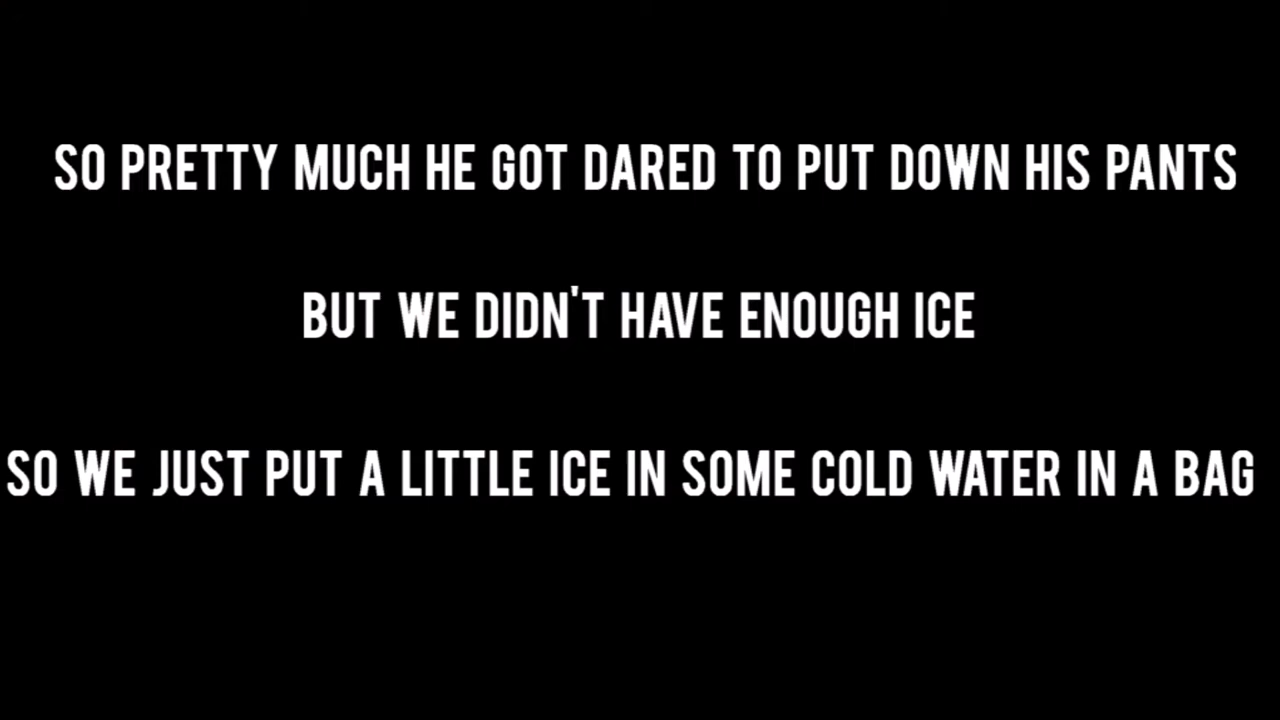 SO PRETTY MUCH HE GOT DARED TO PUT DOWN HIS PANTS
BUT WE DIDN'T HAVE ENOUGH ICE
SO WE JUST PUT A LITTLE ICE IN SOME COLD WATER IN A BAG